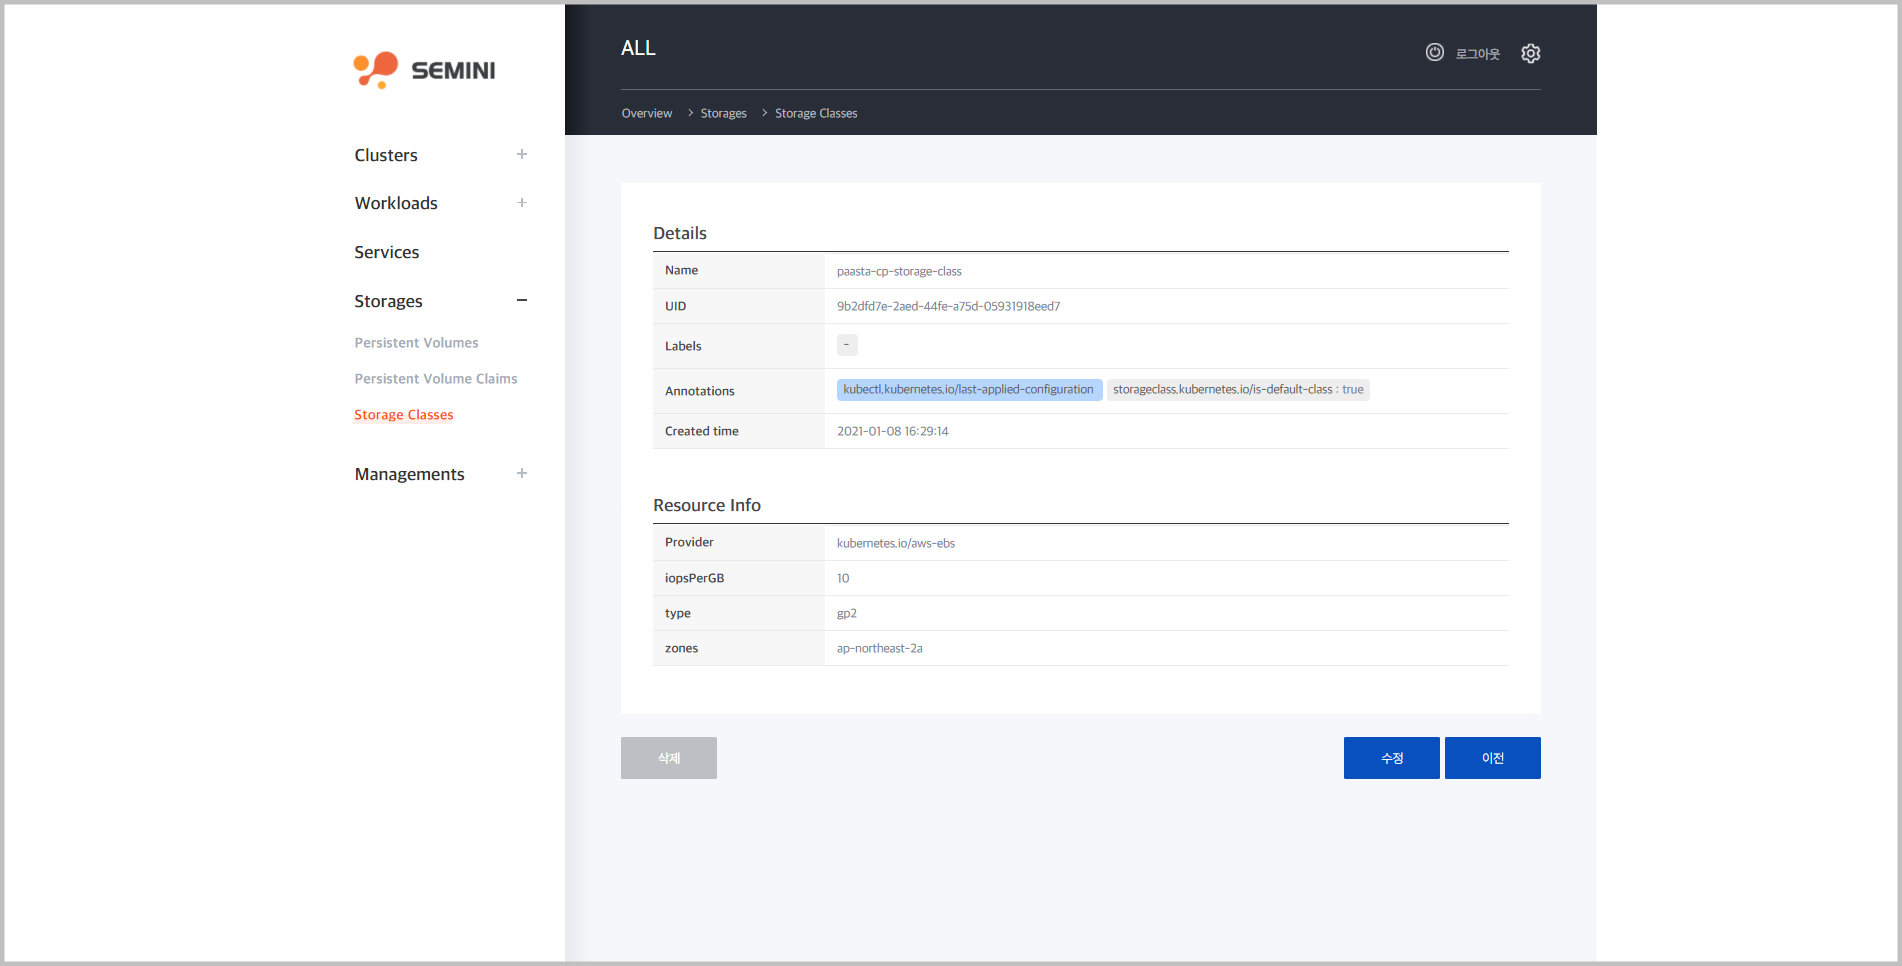 SEMINI
Clusters
Workloads
Services
Storages
Persistent Volumes
Persistent Volume Claims
Storage Classes
Managements
ALL
로그아웃
Overview > Storages > Storage Classes
Details
Name paasta-cp-storage-class
UID 9b2dfd7e-2aed-44fe-a75d-05931918eed7
Labels -
Annotations kubectl.kubernetes.io/last-applied-configuration storageclass.kubernetes.io/is-default-class : true
Created time 2021-01-08 16:29:14
Resource Info
Provider kubernetes.io/aws-ebs
iopsPerGB 10
type gp2
zones ap-northeast-2a
삭제 수정 이전